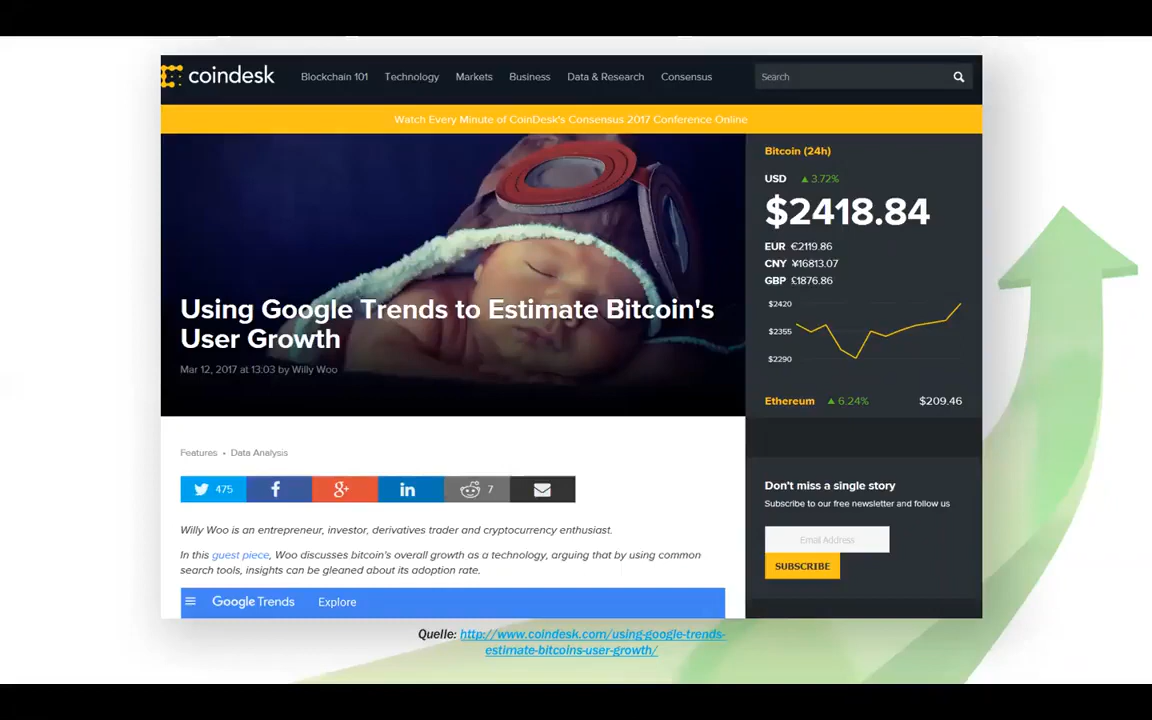 coindesk
Blockchain 101 Technology Markets Business Data & Research Consensus
Search
Watch Every Minute of CoinDesk's Consensus 2017 Conference Online
Using Google Trends to Estimate Bitcoin's
User Growth
Mar 12, 2017 at 13:03 by Willy Woo
Bitcoin (24h)
USD ▲ 3.72%
$2418.84
EUR €2119.86
CNY ¥16813.07
GBP £1876.86
$2420
$2355
$2290
Ethereum ▲ 6.24% $209.46
Features • Data Analysis
475
7
Willy Woo is an entrepreneur, investor, derivatives trader and cryptocurrency enthusiast.
In this guest piece, Woo discusses bitcoin's overall growth as a technology, arguing that by using common
search tools, insights can be gleaned about its adoption rate.
Google Trends Explore
Don't miss a single story
Subscribe to our free newsletter and follow us
Email Address
SUBSCRIBE
Quelle: http://www.coindesk.com/using-google-trends-
estimate-bitcoins-user-growth/